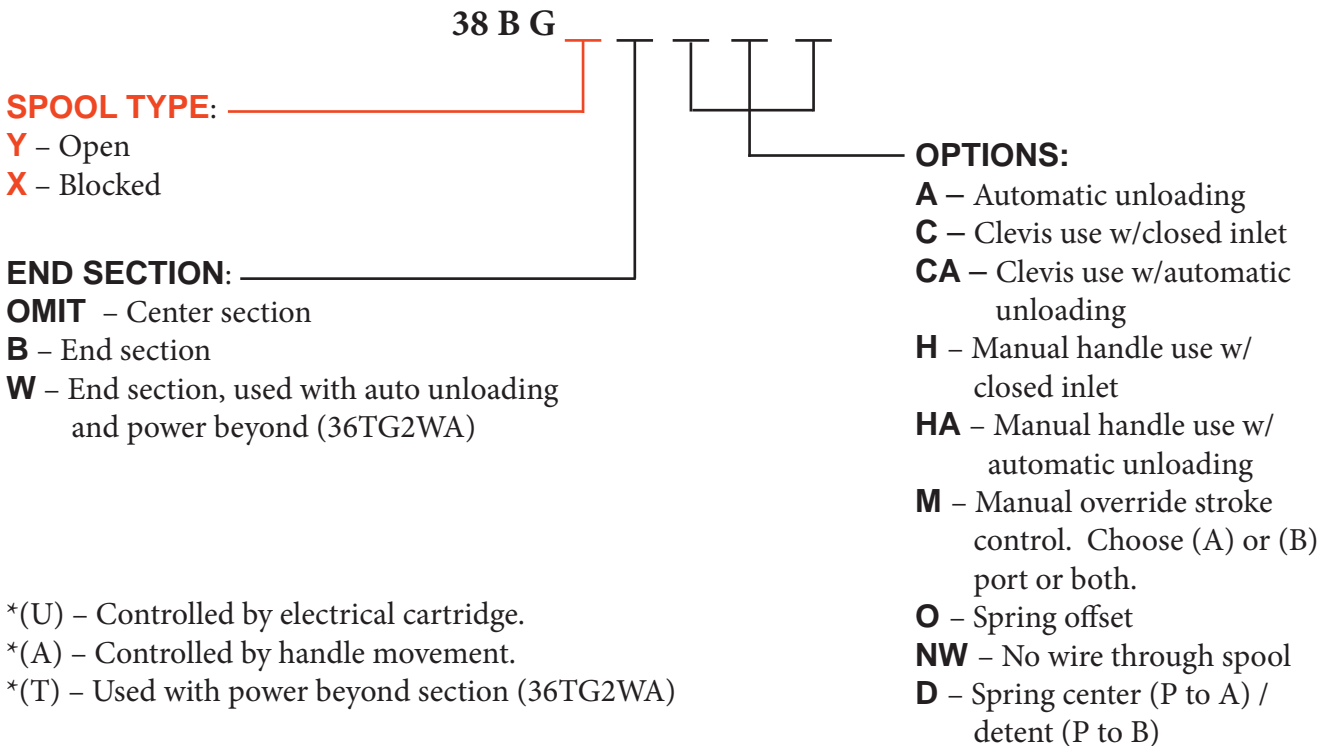 38 B G
SPOOL TYPE:
Y – Open
X – Blocked
END SECTION:
OMIT – Center section
B – End section
W – End section, used with auto unloading
and power beyond (36TG2WA)
*(U) – Controlled by electrical cartridge.
*(A) – Controlled by handle movement.
*(T) – Used with power beyond section (36TG2WA)
OPTIONS:
A – Automatic unloading
C – Clevis use w/closed inlet
CA – Clevis use w/automatic
unloading
H – Manual handle use w/
closed inlet
HA – Manual handle use w/
automatic unloading
M – Manual override stroke
control. Choose (A) or (B)
port or both.
O – Spring offset
NW – No wire through spool
D – Spring center (P to A) /
detent (P to B)